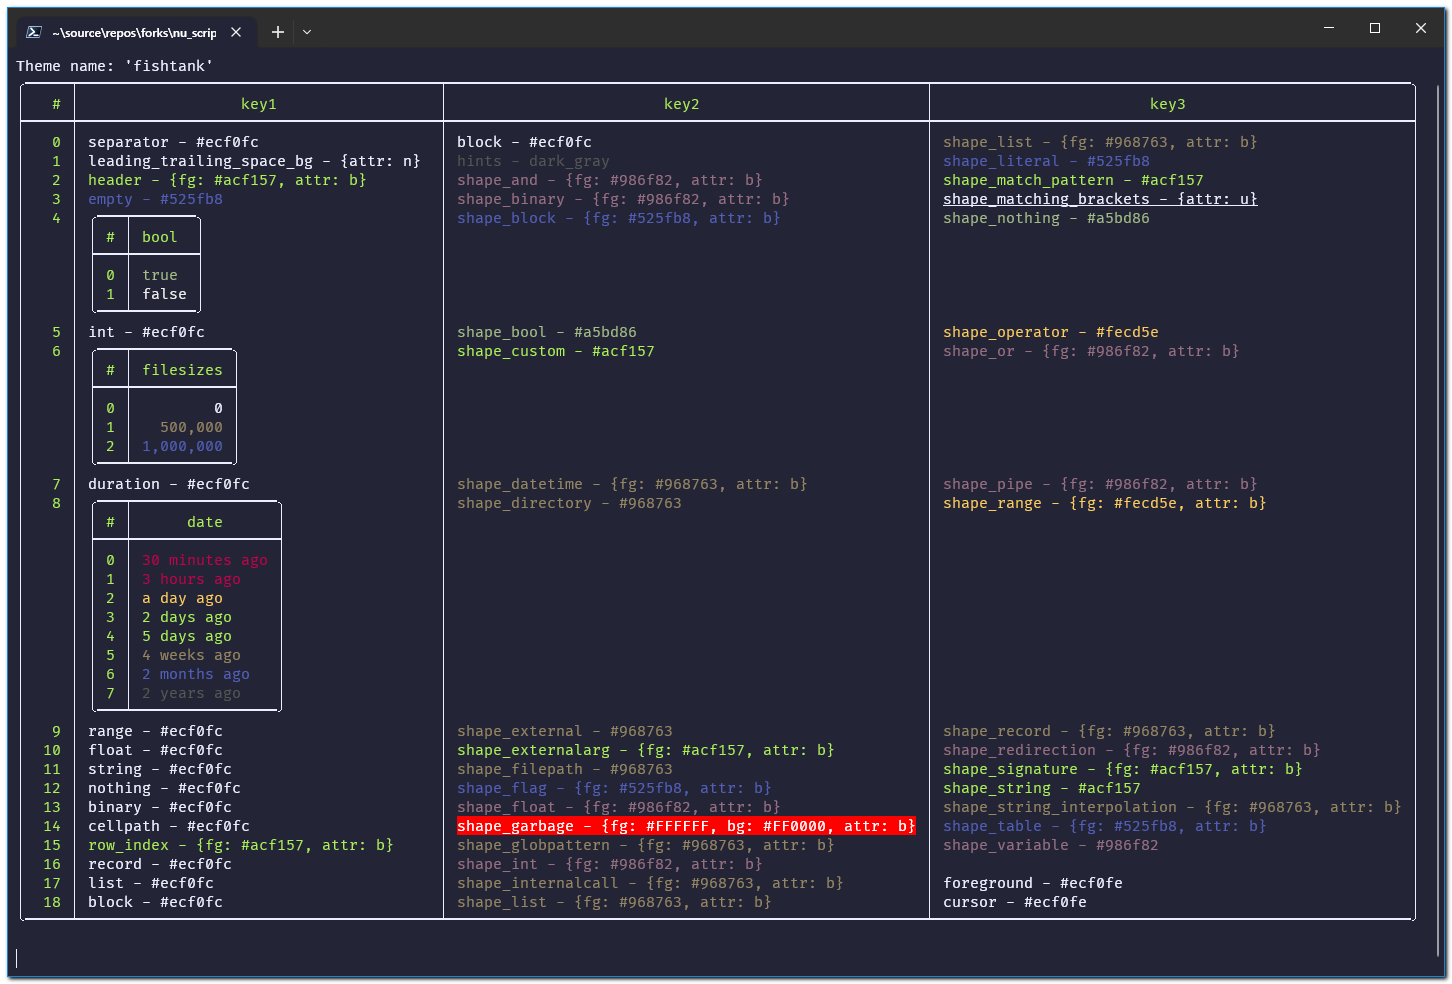 ~\source\repos\forks\nu_scrip
Theme name: 'fishtank'
# key1 key2 key3
0 separator - #ecf0fc block - #ecf0fc shape_list - {fg: #968763, attr: b}
1 leading_trailing_space_bg - {attr: n} hints - dark_gray shape_literal - #525fb8
2 header - {fg: #acf157, attr: b} shape_and - {fg: #986f82, attr: b} shape_match_pattern - #acf157
3 empty - #525fb8 shape_binary - {fg: #986f82, attr: b} shape_matching_brackets - {attr: u}
4 shape_block - {fg: #525fb8, attr: b} shape_nothing - #a5bd86
# bool
0 true
1 false
5 int - #ecf0fc shape_bool - #a5bd86 shape_operator - #fecd5e
6 shape_custom - #acf157 shape_or - {fg: #986f82, attr: b}
# filesizes
0 0
1 500,000
2 1,000,000
7 duration - #ecf0fc shape_datetime - {fg: #968763, attr: b} shape_pipe - {fg: #986f82, attr: b}
8 shape_directory - #968763 shape_range - {fg: #fecd5e, attr: b}
# date
0 30 minutes ago
1 3 hours ago
2 a day ago
3 2 days ago
4 5 days ago
5 4 weeks ago
6 2 months ago
7 2 years ago
9 range - #ecf0fc shape_external - #968763 shape_record - {fg: #968763, attr: b}
10 float - #ecf0fc shape_externalarg - {fg: #acf157, attr: b} shape_redirection - {fg: #986f82, attr: b}
11 string - #ecf0fc shape_filepath - #968763 shape_signature - {fg: #acf157, attr: b}
12 nothing - #ecf0fc shape_flag - {fg: #525fb8, attr: b} shape_string - #acf157
13 binary - #ecf0fc shape_float - {fg: #986f82, attr: b} shape_string_interpolation - {fg: #968763, attr: b}
14 cellpath - #ecf0fc shape_garbage - {fg: #FFFFFF, bg: #FF0000, attr: b} shape_table - {fg: #525fb8, attr: b}
15 row_index - {fg: #acf157, attr: b} shape_globpattern - {fg: #968763, attr: b} shape_variable - #986f82
16 record - #ecf0fc shape_int - {fg: #986f82, attr: b}
17 list - #ecf0fc shape_internalcall - {fg: #968763, attr: b} foreground - #ecf0fe
18 block - #ecf0fc shape_list - {fg: #968763, attr: b} cursor - #ecf0fe